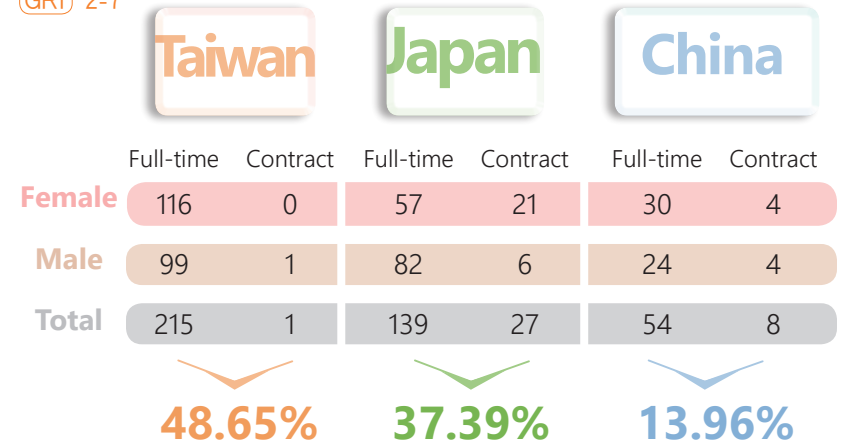 GRI 2-7
Taiwan Japan China
Full-time Contract Full-time Contract Full-time Contract
Female 116 0 57 21 30 4
Male 99 1 82 6 24 4
Total 215 1 139 27 54 8
48.65% 37.39% 13.96%